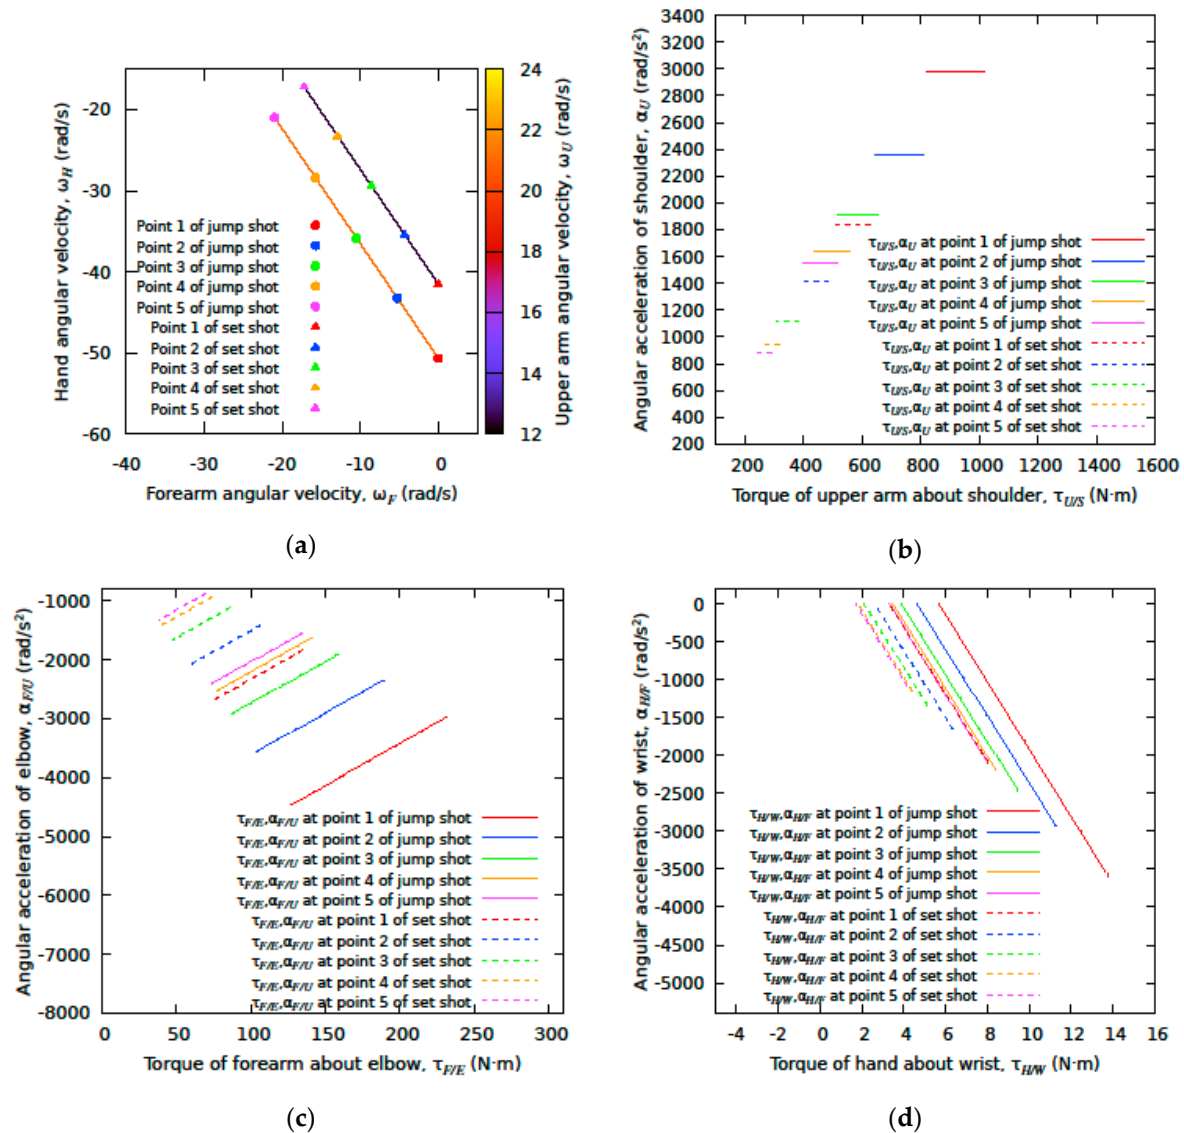 -20
-30
-40
-50
-60
-40 -30 -20 -10 0
Hand angular velocity, ωH (rad/s)
Forearm angular velocity, ωF (rad/s)
Point 1 of jump shot
Point 2 of jump shot
Point 3 of jump shot
Point 4 of jump shot
Point 5 of jump shot
Point 1 of set shot
Point 2 of set shot
Point 3 of set shot
Point 4 of set shot
Point 5 of set shot
24
22
20
18
16
14
12
Upper arm angular velocity, ωU (rad/s)
(a)
3400
3200
3000
2800
2600
2400
2200
2000
1800
1600
1400
1200
1000
800
600
400
200
200 400 600 800 1000 1200 1400 1600
Angular acceleration of shoulder, αU (rad/s²)
Torque of upper arm about shoulder, τU/S (N·m)
τU/S,αU at point 1 of jump shot
τU/S,αU at point 2 of jump shot
τU/S,αU at point 3 of jump shot
τU/S,αU at point 4 of jump shot
τU/S,αU at point 5 of jump shot
τU/S,αU at point 1 of set shot
τU/S,αU at point 2 of set shot
τU/S,αU at point 3 of set shot
τU/S,αU at point 4 of set shot
τU/S,αU at point 5 of set shot
(b)
-1000
-2000
-3000
-4000
-5000
-6000
-7000
-8000
0 50 100 150 200 250 300
Angular acceleration of elbow, αF/U (rad/s²)
Torque of forearm about elbow, τF/E (N·m)
τF/E,αF/U at point 1 of jump shot
τF/E,αF/U at point 2 of jump shot
τF/E,αF/U at point 3 of jump shot
τF/E,αF/U at point 4 of jump shot
τF/E,αF/U at point 5 of jump shot
τF/E,αF/U at point 1 of set shot
τF/E,αF/U at point 2 of set shot
τF/E,αF/U at point 3 of set shot
τF/E,αF/U at point 4 of set shot
τF/E,αF/U at point 5 of set shot
(c)
0
-500
-1000
-1500
-2000
-2500
-3000
-3500
-4000
-4500
-5000
-4 -2 0 2 4 6 8 10 12 14 16
Angular acceleration of wrist, αH/F (rad/s²)
Torque of hand about wrist, τH/W (N·m)
τH/W,αH/F at point 1 of jump shot
τH/W,αH/F at point 2 of jump shot
τH/W,αH/F at point 3 of jump shot
τH/W,αH/F at point 4 of jump shot
τH/W,αH/F at point 5 of jump shot
τH/W,αH/F at point 1 of set shot
τH/W,αH/F at point 2 of set shot
τH/W,αH/F at point 3 of set shot
τH/W,αH/F at point 4 of set shot
τH/W,αH/F at point 5 of set shot
(d)